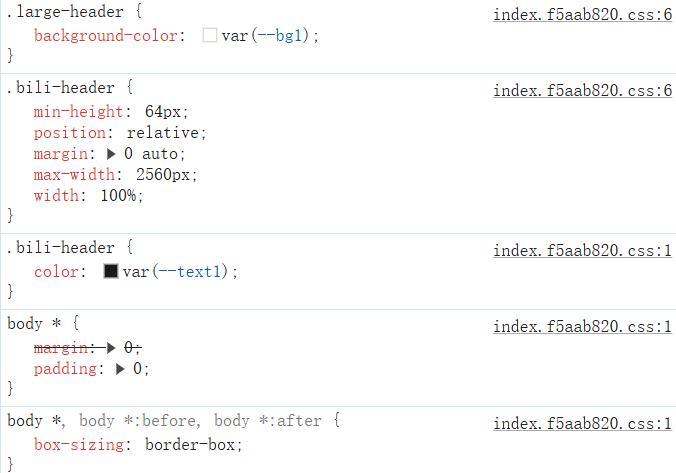 .large-header { index.f5aab820.css:6
background-color: var(--bg1);
}
.bili-header { index.f5aab820.css:6
min-height: 64px;
position: relative;
margin: ▶ 0 auto;
max-width: 2560px;
width: 100%;
}
.bili-header { index.f5aab820.css:1
color: var(--text1);
}
body * { index.f5aab820.css:1
margin: ▶ 0;
padding: ▶ 0;
}
body *, body *:before, body *:after { index.f5aab820.css:1
box-sizing: border-box;
}